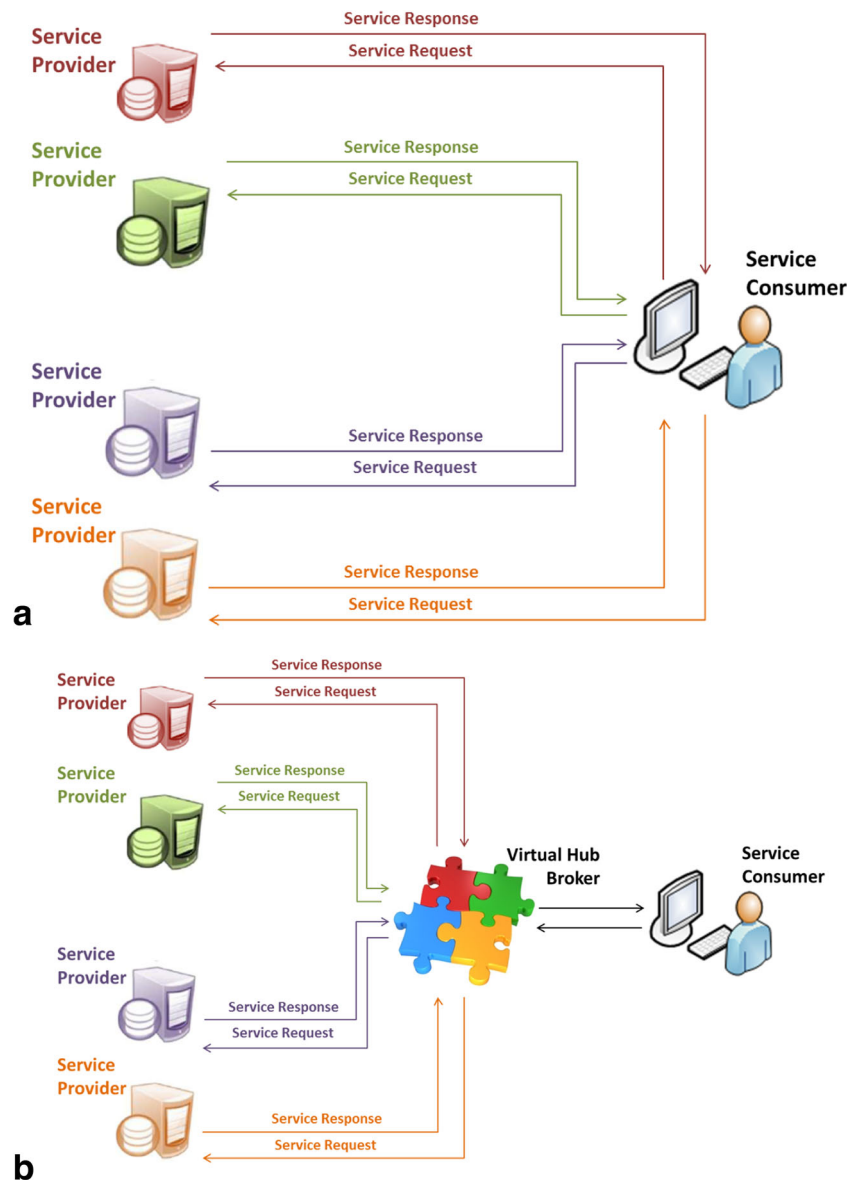 Service Response
Service
Provider
Service Request
Service
Provider
Service Response
Service Request
Service
Consumer
Service
Provider
Service Response
Service Request
Service
Provider
Service Response
Service Request
a
Service
Provider
Service Response
Service Request
Service
Provider
Service Response
Service Request
Virtual Hub
Broker
Service
Consumer
Service
Provider
Service Response
Service Request
Service
Provider
Service Response
Service Request
b